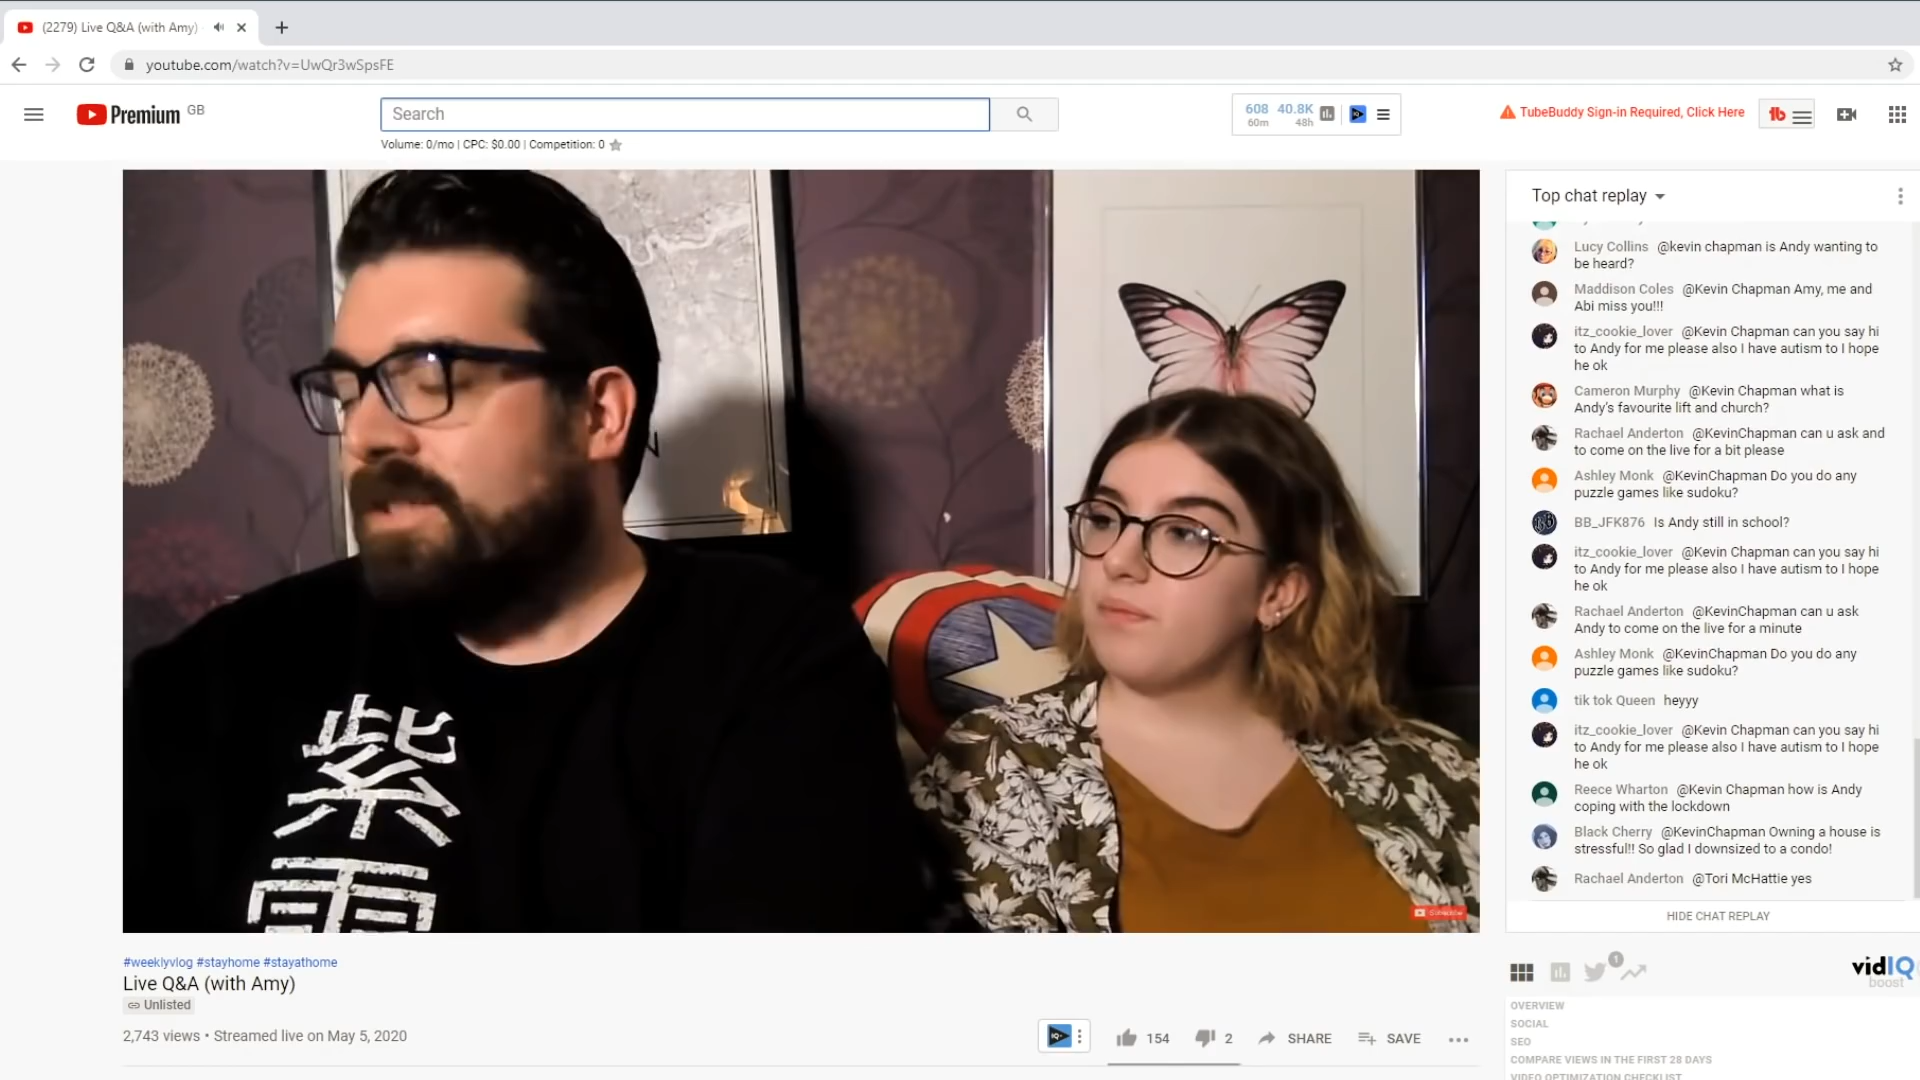 (2279) Live Q&A (with Amy)
youtube.com/watch?v=UwQr3wSpsFE
Premium GB
Search
608 40.8K
60m 48h
TubeBuddy Sign-in Required, Click Here
Volume: 0/mo | CPC: $0.00 | Competition: 0
紫
Subscribe
Top chat replay
Lucy Collins @kevin chapman is Andy wanting to
be heard?
Maddison Coles @Kevin Chapman Amy, me and
Abi miss you!!!
itz_cookie_lover @Kevin Chapman can you say hi
to Andy for me please also I have autism to I hope
he ok
Cameron Murphy @Kevin Chapman what is
Andy's favourite lift and church?
Rachael Anderton @KevinChapman can u ask and
to come on the live for a bit please
Ashley Monk @KevinChapman Do you do any
puzzle games like sudoku?
BB_JFK876 Is Andy still in school?
itz_cookie_lover @Kevin Chapman can you say hi
to Andy for me please also I have autism to I hope
he ok
Rachael Anderton @KevinChapman can u ask
Andy to come on the live for a minute
Ashley Monk @KevinChapman Do you do any
puzzle games like sudoku?
tik tok Queen heyyy
itz_cookie_lover @Kevin Chapman can you say hi
to Andy for me please also I have autism to I hope
he ok
Reece Wharton @Kevin Chapman how is Andy
coping with the lockdown
Black Cherry @KevinChapman Owning a house is
stressful!! So glad I downsized to a condo!
Rachael Anderton @Tori McHattie yes
HIDE CHAT REPLAY
#weeklyvlog #stayhome #stayathome
Live Q&A (with Amy)
Unlisted
2,743 views • Streamed live on May 5, 2020
154 2 SHARE SAVE
1
vidIQ
boost
OVERVIEW
SOCIAL
SEO
COMPARE VIEWS IN THE FIRST 28 DAYS
VIDEO OPTIMIZATION CHECKLIST